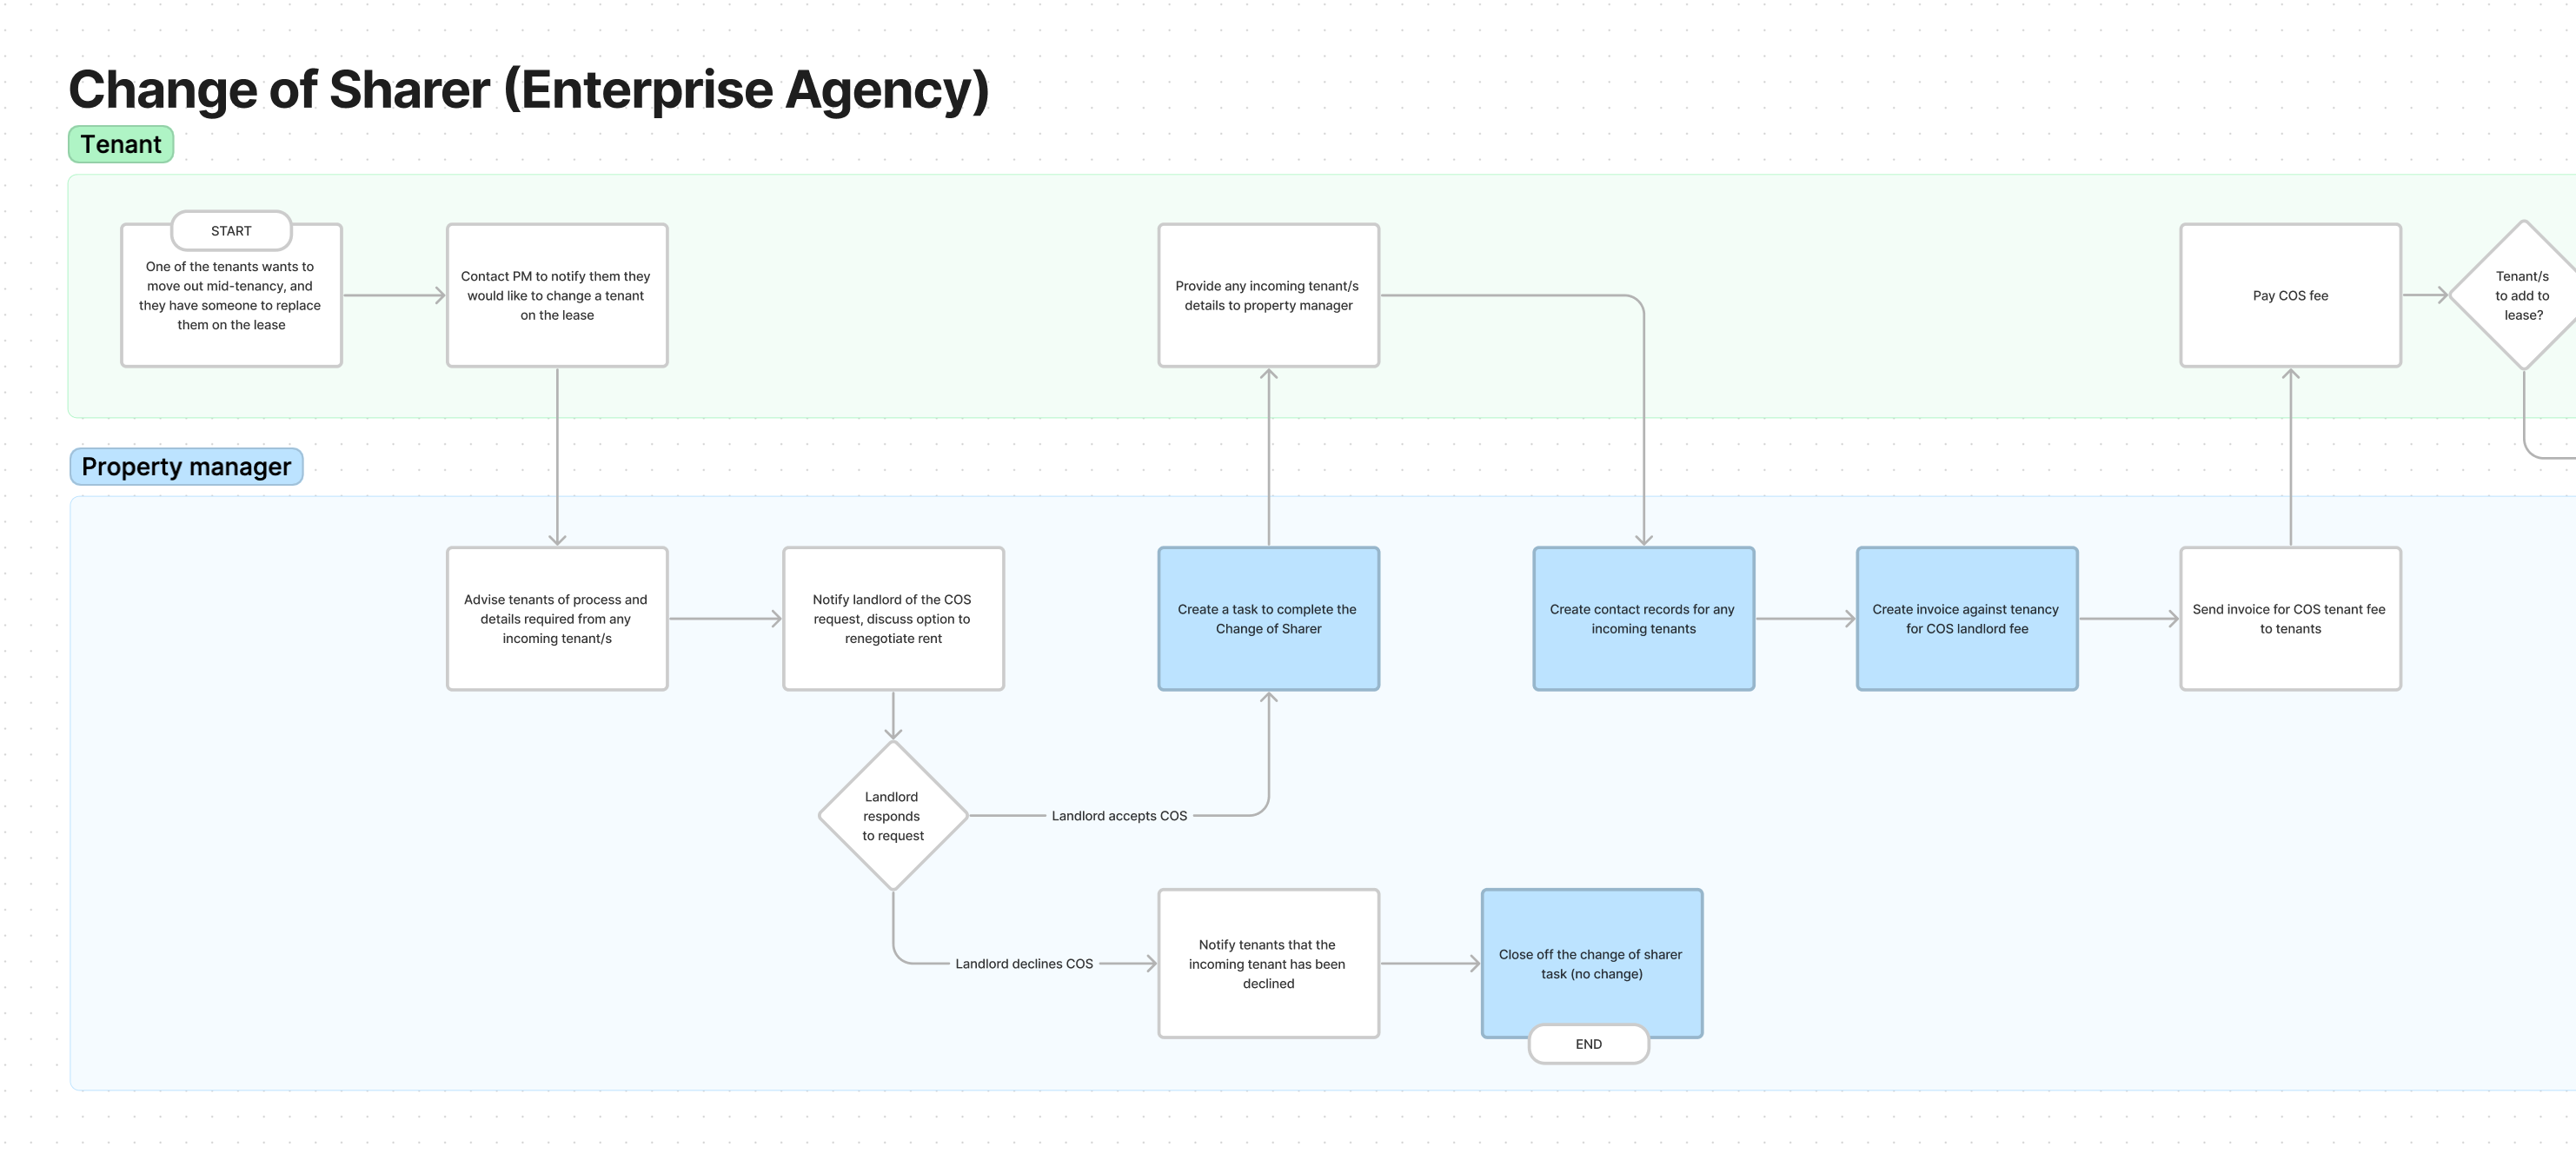 Change of Sharer (Enterprise Agency)
Tenant
START
One of the tenants wants to
move out mid-tenancy, and
they have someone to replace
them on the lease
Contact PM to notify them they
would like to change a tenant
on the lease
Provide any incoming tenant/s
details to property manager
Pay COS fee
Tenant/s
to add to
lease?
Property manager
Advise tenants of process and
details required from any
incoming tenant/s
Notify landlord of the COS
request, discuss option to
renegotiate rent
Create a task to complete the
Change of Sharer
Create contact records for any
incoming tenants
Create invoice against tenancy
for COS landlord fee
Send invoice for COS tenant fee
to tenants
Landlord
responds
to request
Landlord accepts COS
Landlord declines COS
Notify tenants that the
incoming tenant has been
declined
Close off the change of sharer
task (no change)
END